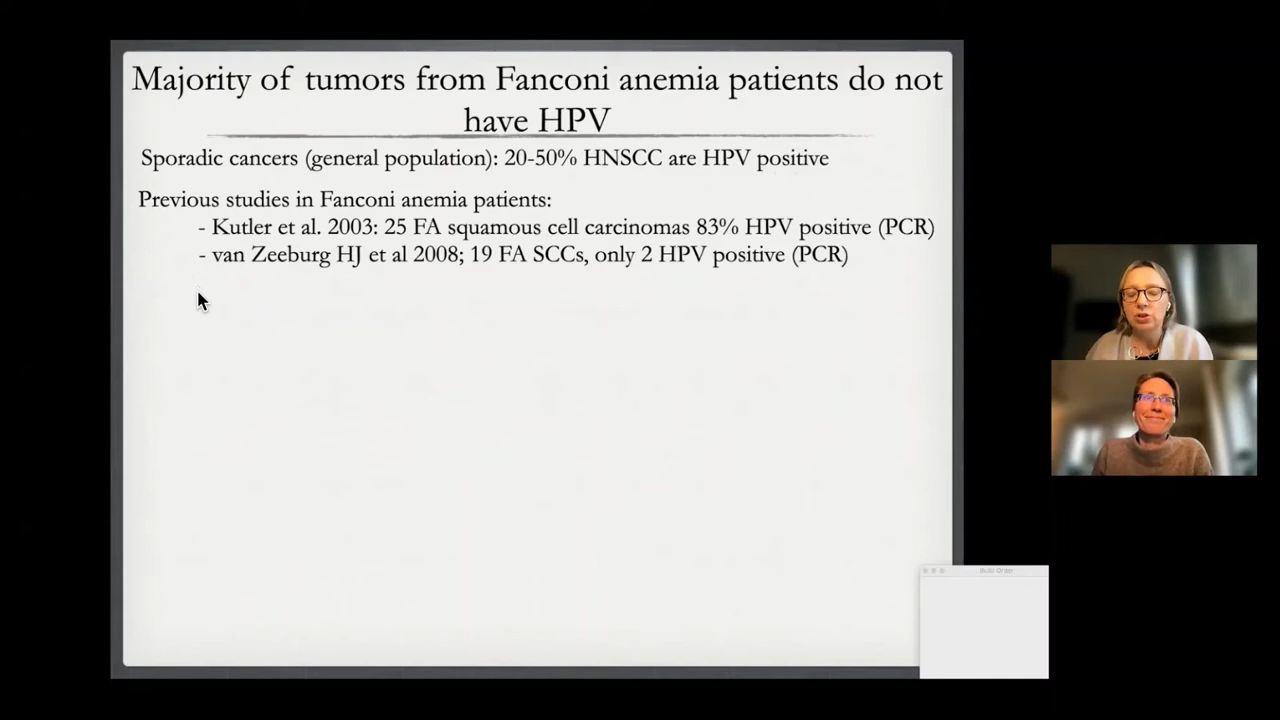 Majority of tumors from Fanconi anemia patients do not
have HPV
Sporadic cancers (general population): 20-50% HNSCC are HPV positive
Previous studies in Fanconi anemia patients:
- Kutler et al. 2003: 25 FA squamous cell carcinomas 83% HPV positive (PCR)
- van Zeeburg HJ et al 2008; 19 FA SCCs, only 2 HPV positive (PCR)